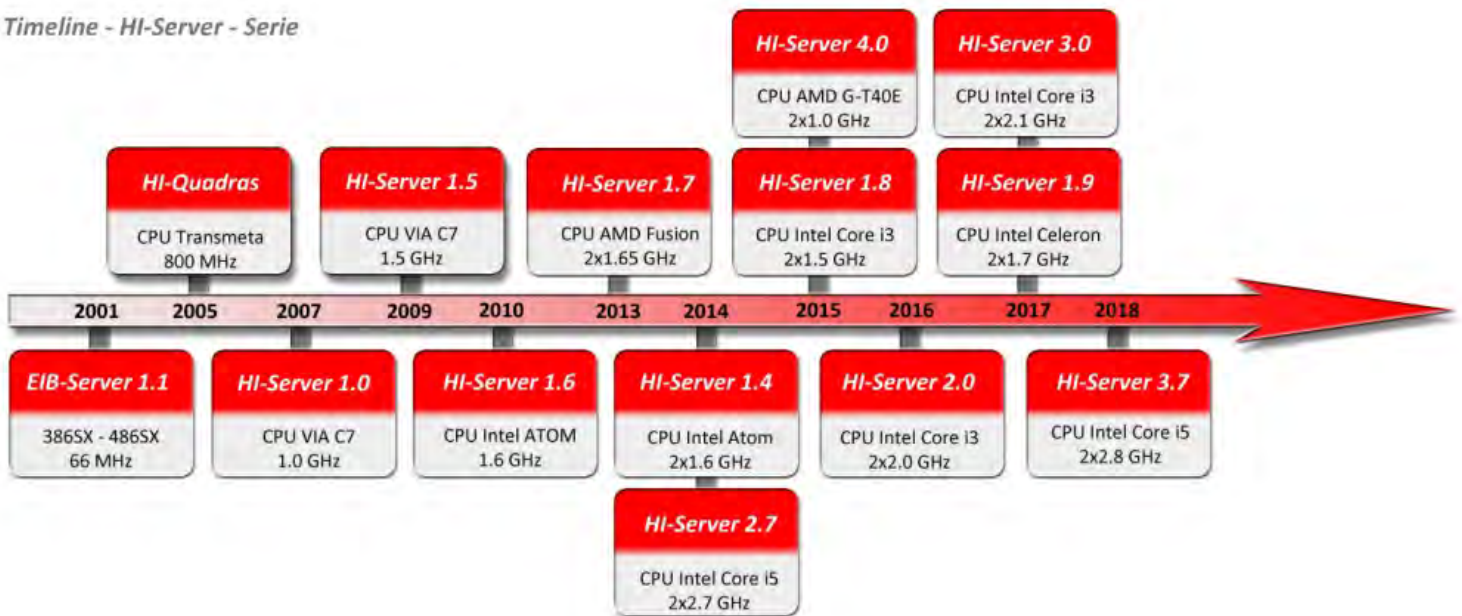 Timeline - HI-Server - Serie
HI-Server 4.0
CPU AMD G-T40E
2x1.0 GHz
HI-Server 3.0
CPU Intel Core i3
2x2.1 GHz
HI-Quadras
CPU Transmeta
800 MHz
HI-Server 1.5
CPU VIA C7
1.5 GHz
HI-Server 1.7
CPU AMD Fusion
2x1.65 GHz
HI-Server 1.8
CPU Intel Core i3
2x1.5 GHz
HI-Server 1.9
CPU Intel Celeron
2x1.7 GHz
2001 2005 2007 2009 2010 2013 2014 2015 2016 2017 2018
EIB-Server 1.1
386SX - 486SX
66 MHz
HI-Server 1.0
CPU VIA C7
1.0 GHz
HI-Server 1.6
CPU Intel ATOM
1.6 GHz
HI-Server 1.4
CPU Intel Atom
2x1.6 GHz
HI-Server 2.0
CPU Intel Core i3
2x2.0 GHz
HI-Server 3.7
CPU Intel Core i5
2x2.8 GHz
HI-Server 2.7
CPU Intel Core i5
2x2.7 GHz